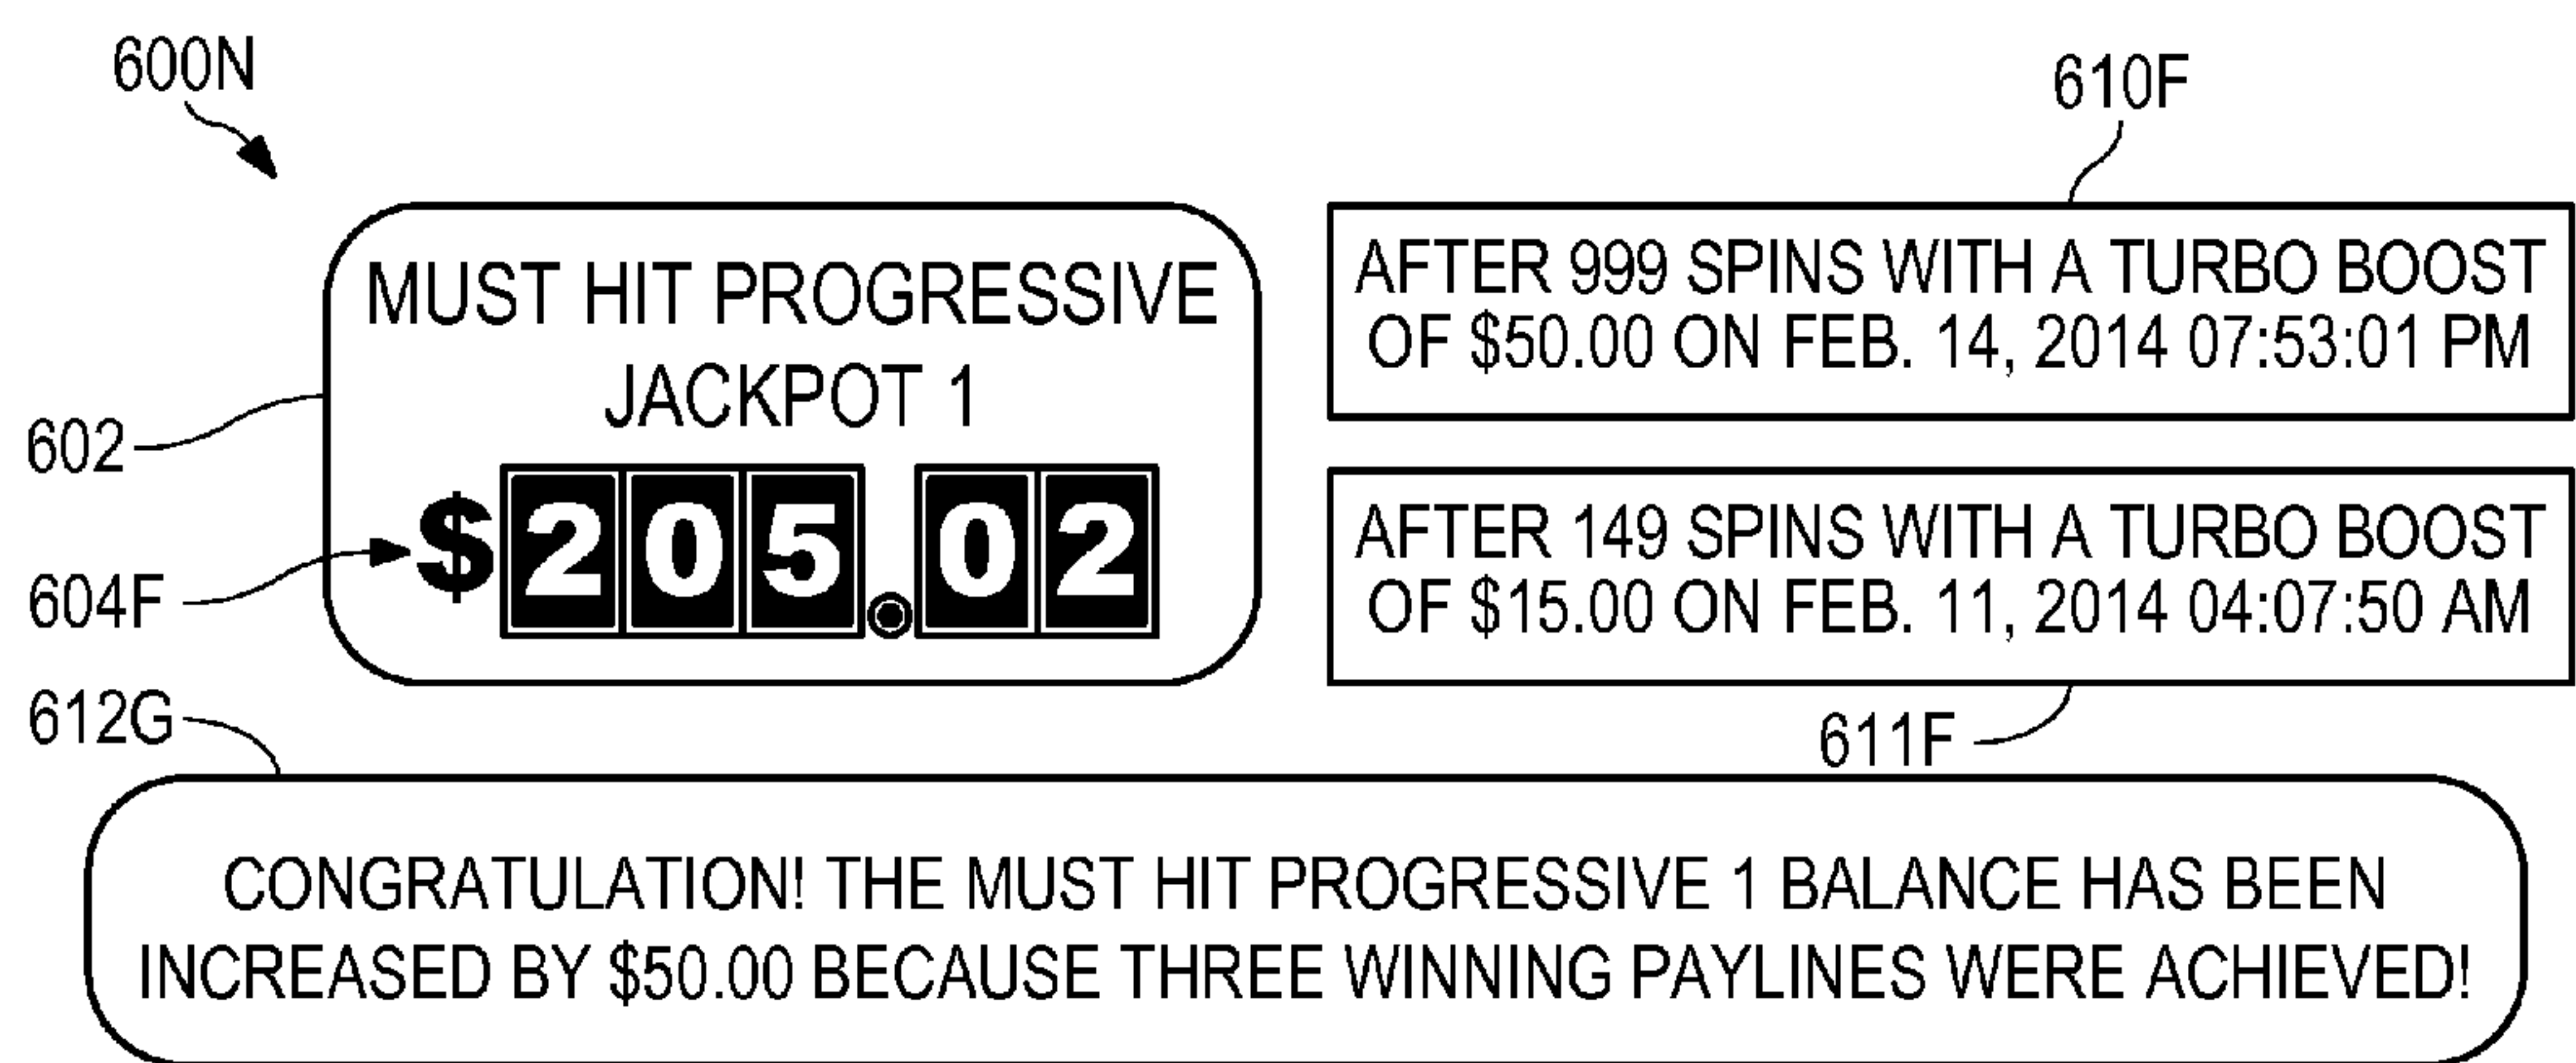 600N
610F
MUST HIT PROGRESSIVE
JACKPOT 1
$205.02
602
604F
AFTER 999 SPINS WITH A TURBO BOOST
OF $50.00 ON FEB. 14, 2014 07:53:01 PM
AFTER 149 SPINS WITH A TURBO BOOST
OF $15.00 ON FEB. 11, 2014 04:07:50 AM
611F
612G
CONGRATULATION! THE MUST HIT PROGRESSIVE 1 BALANCE HAS BEEN
INCREASED BY $50.00 BECAUSE THREE WINNING PAYLINES WERE ACHIEVED!